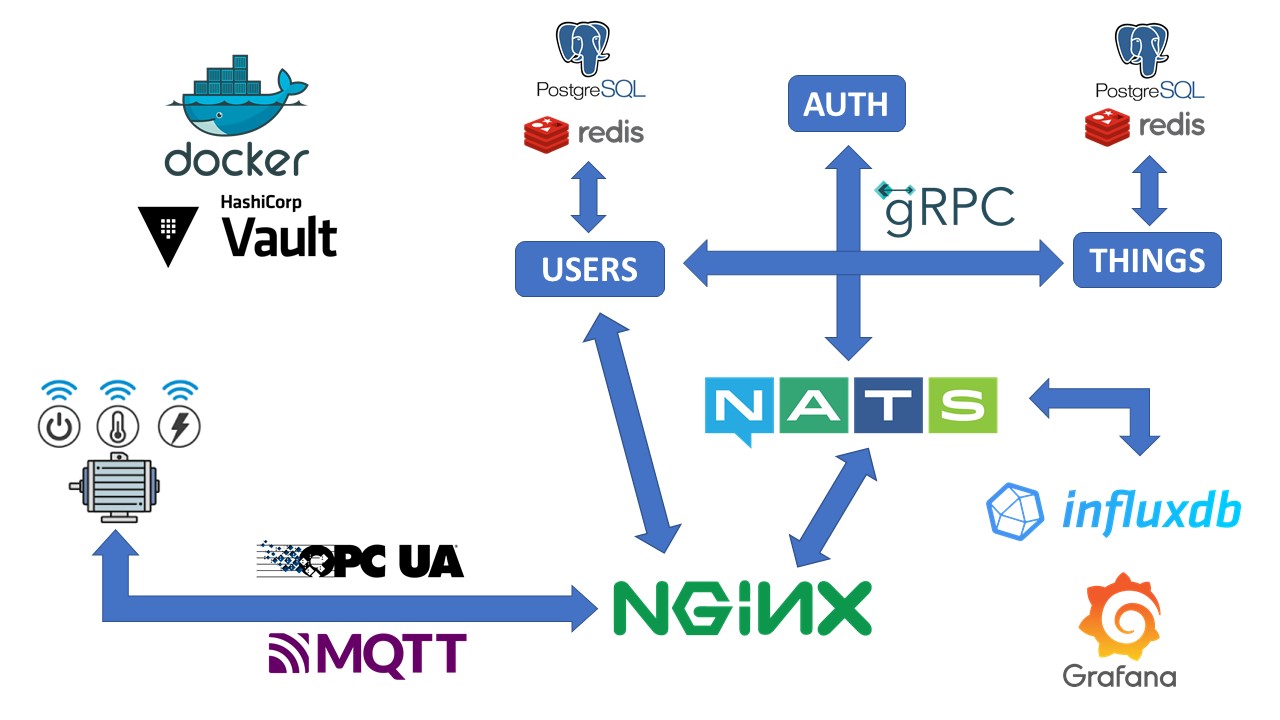 docker
HashiCorp
Vault
PostgreSQL
redis
AUTH
PostgreSQL
redis
gRPC
USERS
THINGS
NATS
influxdb
OPC UA
NGiNX
MQTT
Grafana